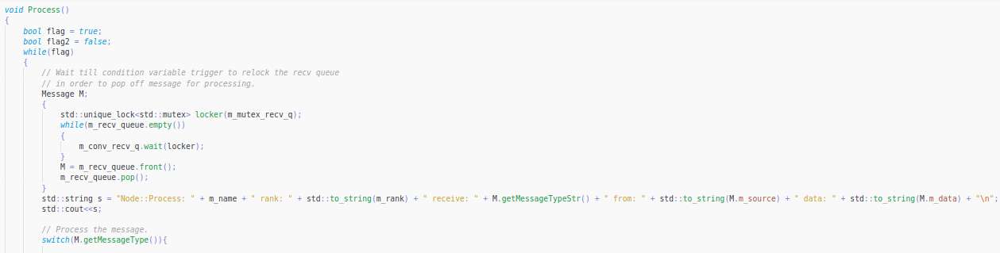 void Process()
{
    bool flag = true;
    bool flag2 = false;
    while(flag)
    {
        // Wait till condition variable trigger to relock the recv queue
        // in order to pop off message for processing.
        Message M;
        {
            std::unique_lock<std::mutex> locker(m_mutex_recv_q);
            while(m_recv_queue.empty())
            {
                m_conv_recv_q.wait(locker);
            }
            M = m_recv_queue.front();
            m_recv_queue.pop();
        }
        std::string s = "Node::Process: " + m_name + " rank: " + std::to_string(m_rank) + " receive: " + M.getMessageTypeStr() + " from: " + std::to_string(M.m_source) + " data: " + std::to_string(M.m_data) + "\n";
        std::cout<<s;
        // Process the message.
        switch(M.getMessageType()){